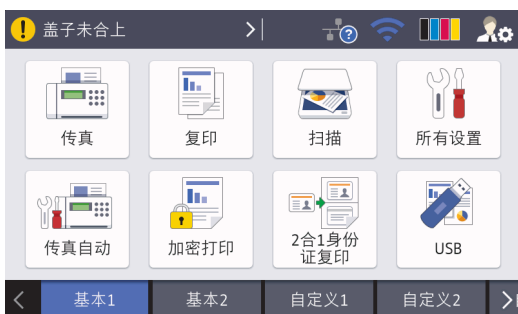 盖子未合上
传真
复印
扫描
所有设置
传真自动
加密打印
2合1身份
证复印
USB
基本1
基本2
自定义1
自定义2